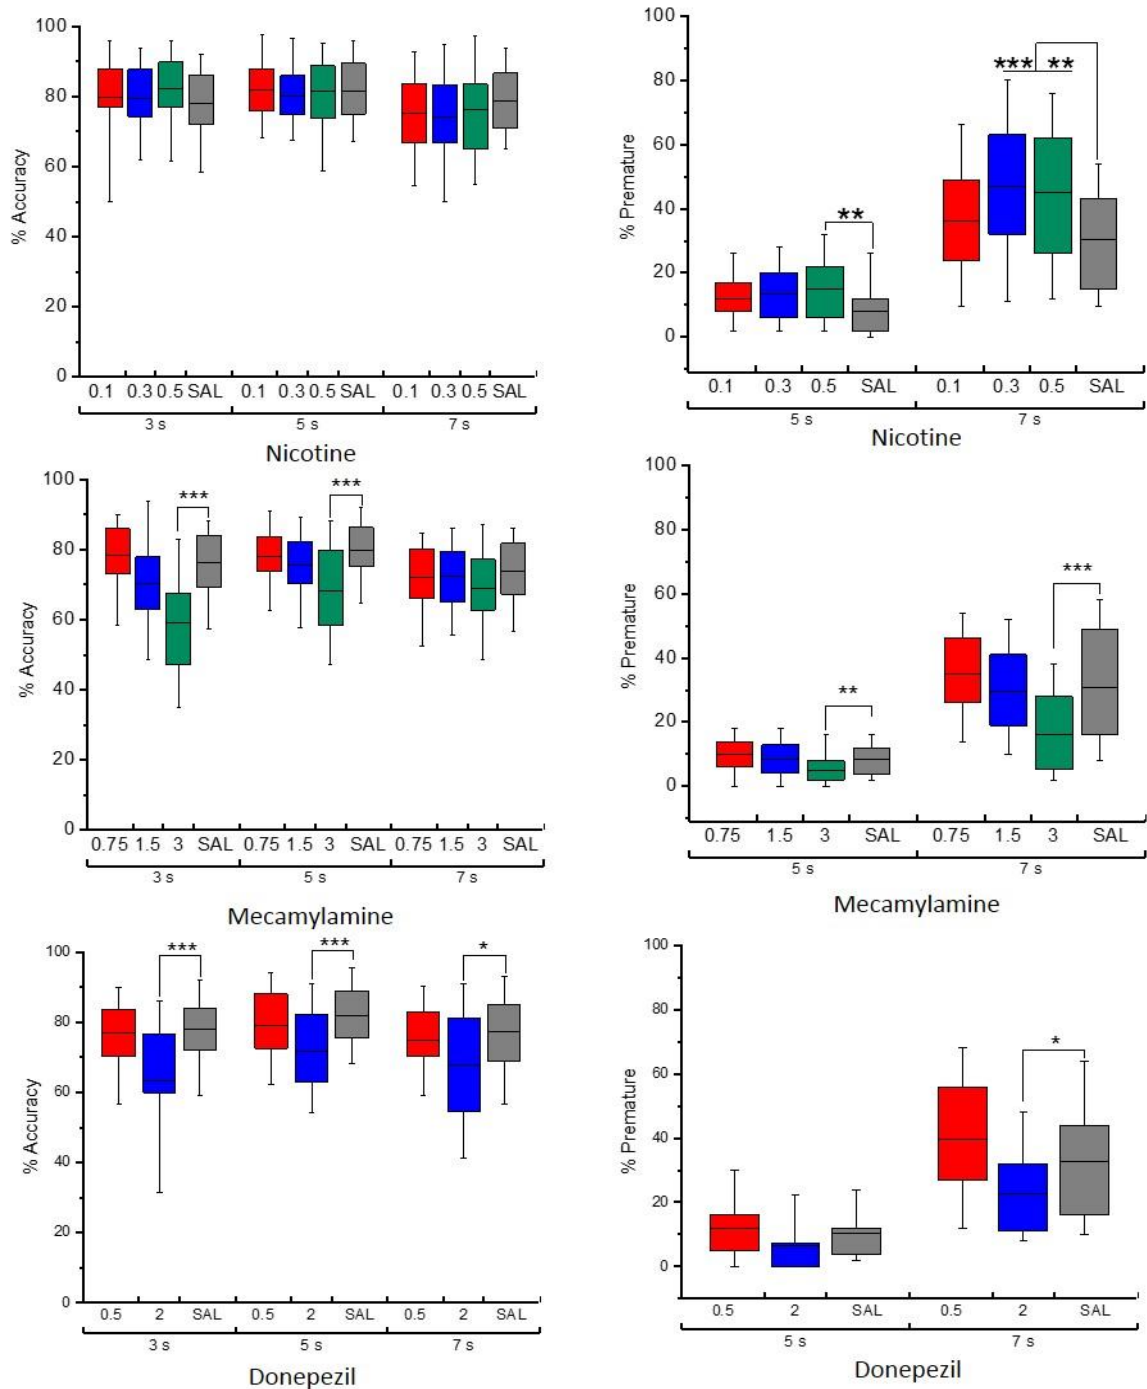 100
80
60
40
20
0
% Accuracy
0.1 0.3 0.5 SAL 0.1 0.3 0.5 SAL 0.1 0.3 0.5 SAL
3 s 5 s 7 s
Nicotine
100
80
60
40
20
0
% Premature
** *** **
0.1 0.3 0.5 SAL 0.1 0.3 0.5 SAL
5 s 7 s
Nicotine
100
80
60
40
20
0
% Accuracy
*** ***
0.75 1.5 3 SAL 0.75 1.5 3 SAL 0.75 1.5 3 SAL
3 s 5 s 7 s
Mecamylamine
100
80
60
40
20
0
% Premature
** ***
0.75 1.5 3 SAL 0.75 1.5 3 SAL
5 s 7 s
Mecamylamine
100
80
60
40
20
0
% Accuracy
*** *** *
0.5 2 SAL 0.5 2 SAL 0.5 2 SAL
3 s 5 s 7 s
Donepezil
100
80
60
40
20
0
% Premature
*
0.5 2 SAL 0.5 2 SAL
5 s 7 s
Donepezil